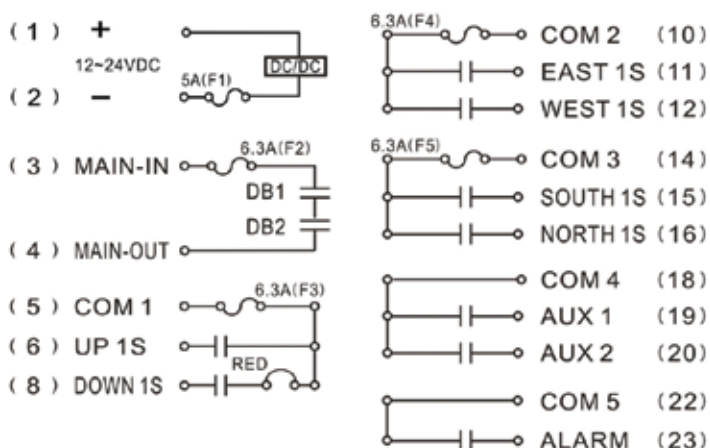 ( 1 ) +
12~24VDC
DC/DC
5A(F1)
( 2 ) −
6.3A(F2)
( 3 ) MAIN-IN
DB1
DB2
( 4 ) MAIN-OUT
6.3A(F3)
( 5 ) COM 1
( 6 ) UP 1S
RED
( 8 ) DOWN 1S
6.3A(F4)
COM 2 (10)
EAST 1S (11)
WEST 1S (12)
6.3A(F5)
COM 3 (14)
SOUTH 1S (15)
NORTH 1S (16)
COM 4 (18)
AUX 1 (19)
AUX 2 (20)
COM 5 (22)
ALARM (23)